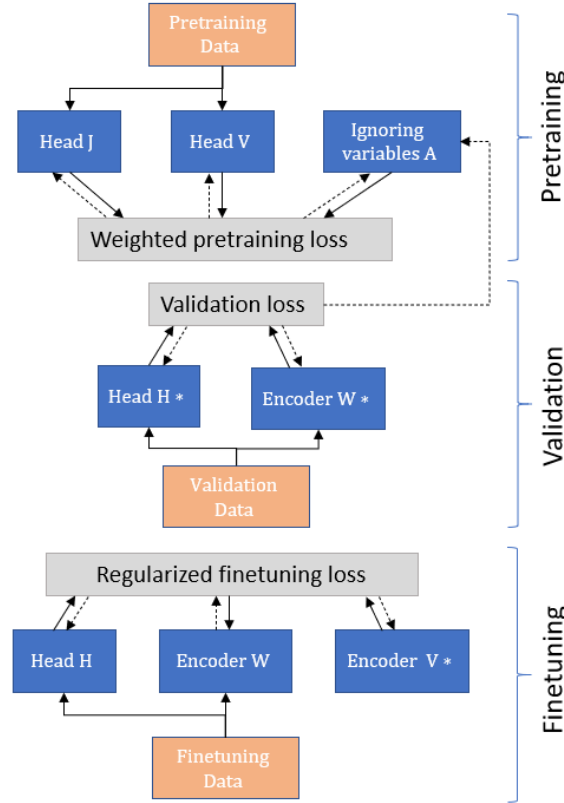 Pretraining
Data
Head J
Head V
Ignoring
variables A
Weighted pretraining loss
Pretraining
Validation loss
Head H *
Encoder W *
Validation
Data
Validation
Regularized finetuning loss
Head H
Encoder W
Encoder V *
Finetuning
Data
Finetuning